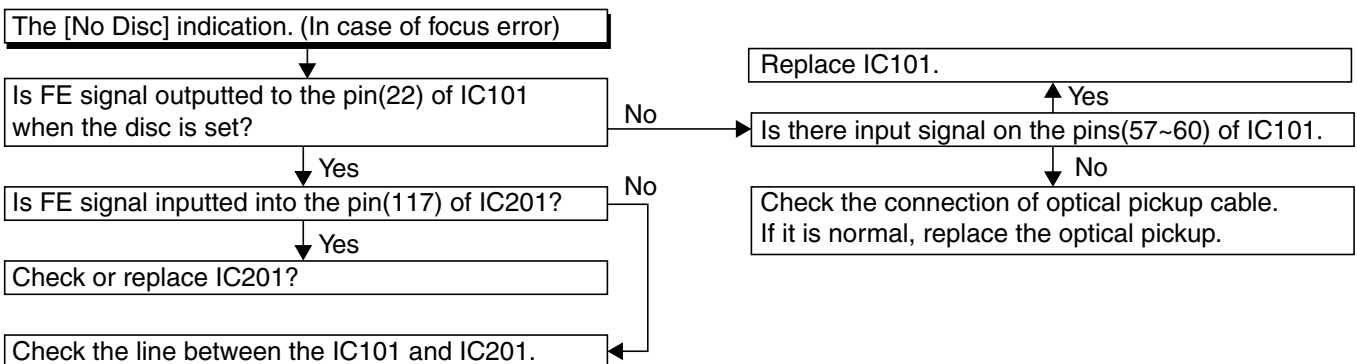 The [No Disc] indication. (In case of focus error)
Is FE signal outputted to the pin(22) of IC101
when the disc is set?
No
Replace IC101.
Yes
Is there input signal on the pins(57~60) of IC101.
No
Check the connection of optical pickup cable.
If it is normal, replace the optical pickup.
Yes
Is FE signal inputted into the pin(117) of IC201?
No
Yes
Check or replace IC201?
Check the line between the IC101 and IC201.